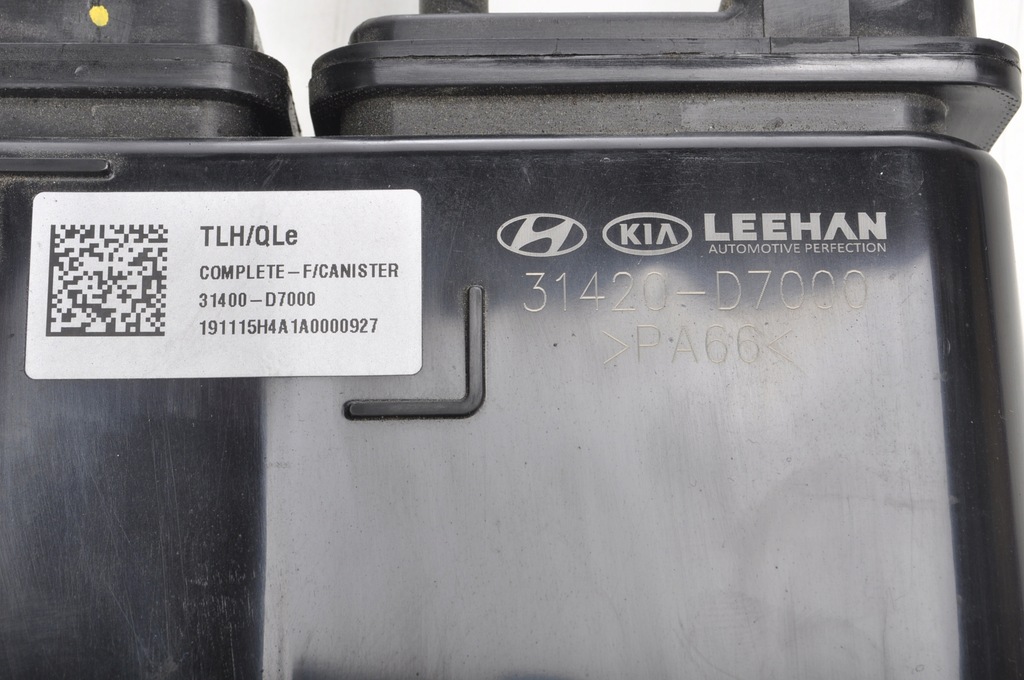 TLH/QLe
COMPLETE-F/CANISTER
31400-D7000
191115H4A1A0000927
KIA LEEHAN
AUTOMOTIVE PERFECTION
31420-D7000
>PA66<